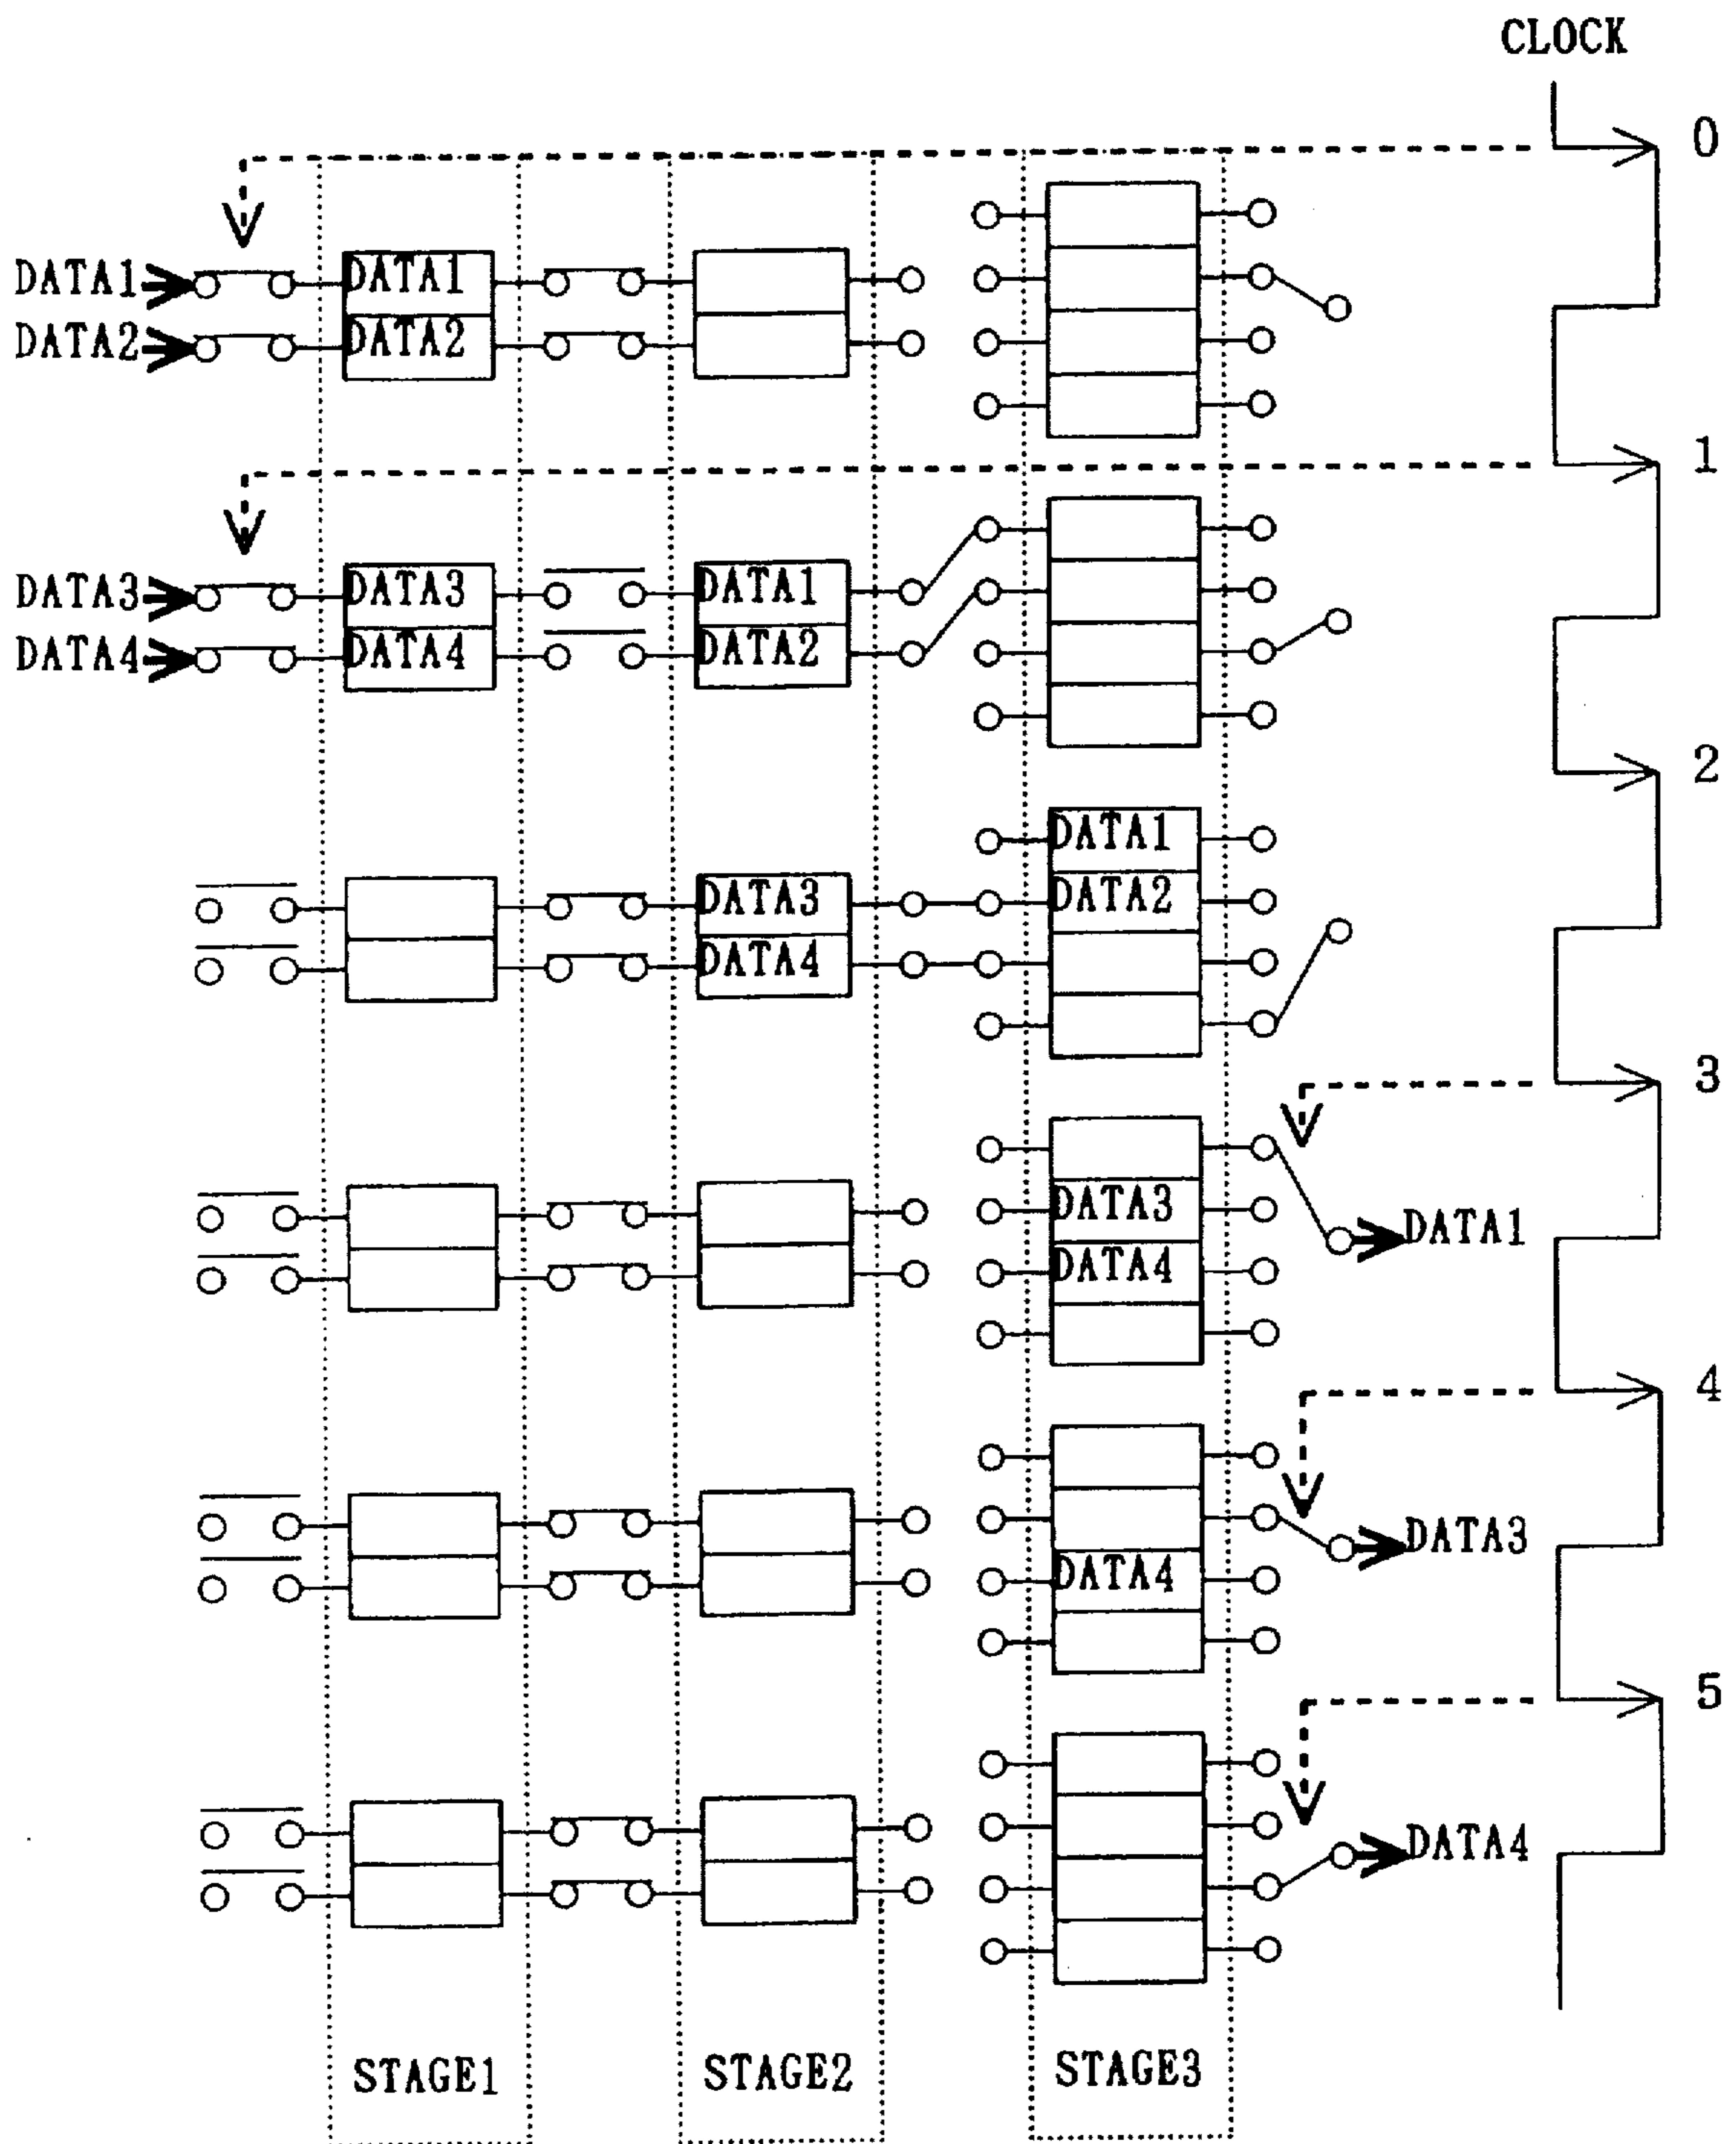 CLOCK
0
DATA1 DATA1
DATA2 DATA2
1
DATA3 DATA3 DATA1
DATA4 DATA4 DATA2
2
DATA1
DATA3 DATA2
DATA4
3
DATA3 DATA1
DATA4
4
DATA3
DATA4
5
DATA4
STAGE1 STAGE2 STAGE3